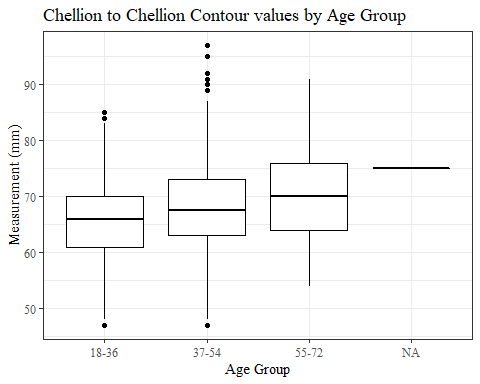 Chellion to Chellion Contour values by Age Group
Measurement (mm)
90
80
70
60
50
18-36
37-54
55-72
NA
Age Group